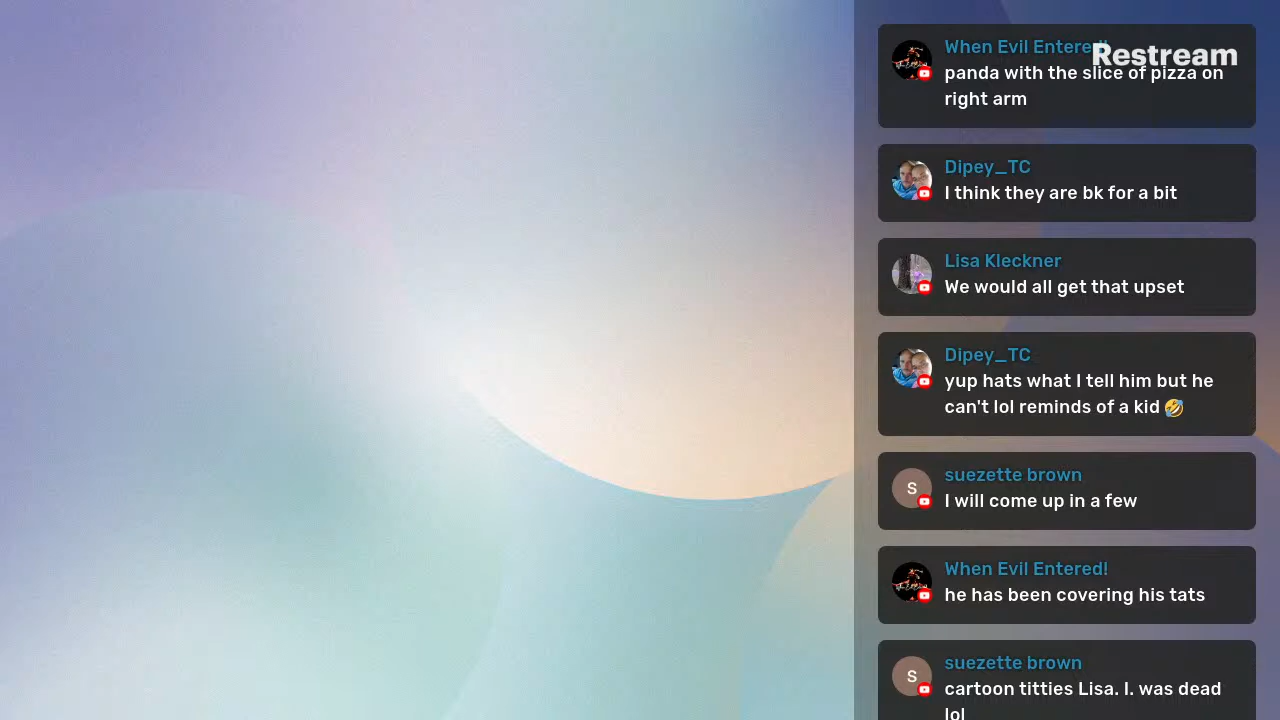 When Evil Entered!
Restream
panda with the slice of pizza on
right arm
Dipey_TC
I think they are bk for a bit
Lisa Kleckner
We would all get that upset
Dipey_TC
yup hats what I tell him but he
can't lol reminds of a kid 🤣
S
suezette brown
I will come up in a few
When Evil Entered!
he has been covering his tats
S
suezette brown
cartoon titties Lisa. I. was dead
lol